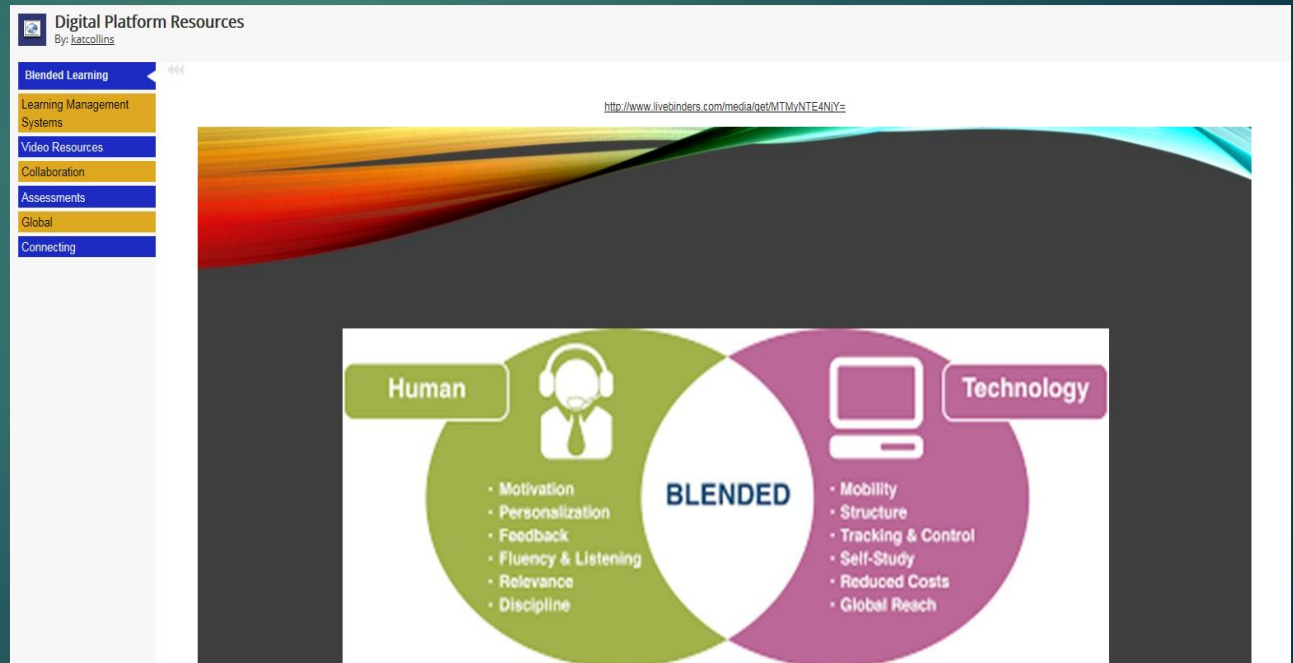 Digital Platform Resources
By: katcollins
Blended Learning
Learning Management
Systems
Video Resources
Collaboration
Assessments
Global
Connecting
http://www.livebinders.com/media/get/MTMyNTE4NjY=
Human
· Motivation
· Personalization
· Feedback
· Fluency & Listening
· Relevance
· Discipline
BLENDED
Technology
· Mobility
· Structure
· Tracking & Control
· Self-Study
· Reduced Costs
· Global Reach